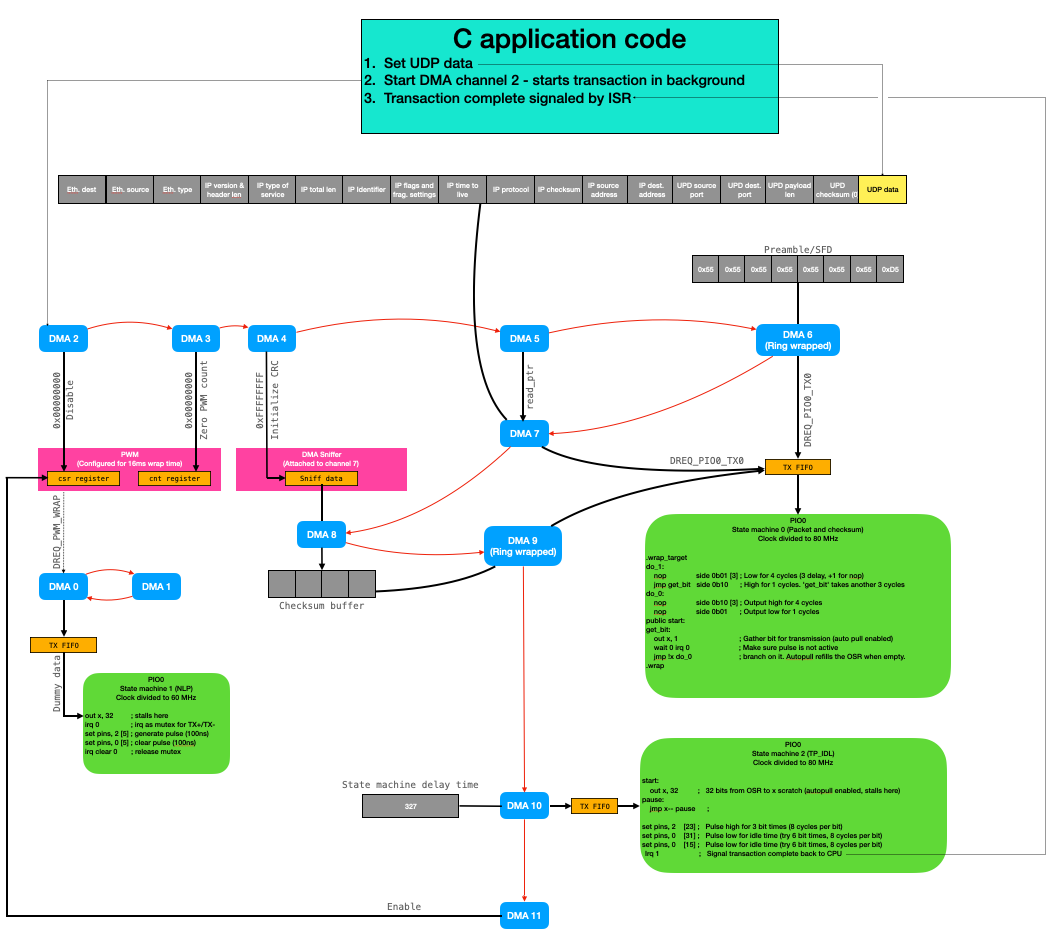 C application code
1. Set UDP data
2. Start DMA channel 2 - starts transaction in background
3. Transaction complete signaled by ISR
Eth. dest
Eth. source
Eth. type
IP version &
header len
IP type of
service
IP total len
IP Identifier
IP flags and
frag. settings
IP time to
live
IP protocol
IP checksum
IP source
address
IP dest.
address
UPD source
port
UPD dest.
port
UPD payload
len
UPD
checksum (0
UDP data
Preamble/SFD
0x55
0x55
0x55
0x55
0x55
0x55
0x55
0xD5
DMA 2
DMA 3
DMA 4
DMA 5
DMA 6
(Ring wrapped)
0x00000000
Disable
0x00000000
Zero PWM count
0xFFFFFFFF
Initialize CRC
read_ptr
DREQ_PIO0_TX0
DMA 7
PWM
(Configured for 16ms wrap time)
csr register
cnt register
DMA Sniffer
(Attached to channel 7)
Sniff data
DREQ_PIO0_TX0
TX FIFO
DREQ_PWM_WRAP
DMA 8
DMA 9
(Ring wrapped)
Checksum buffer
DMA 0
DMA 1
TX FIFO
Dummy data
PIO0
State machine 0 (Packet and checksum)
Clock divided to 80 MHz
.wrap_target
do_1:
nop side 0b01 [3] ; Low for 4 cycles (3 delay, +1 for nop)
jmp get_bit side 0b10 ; High for 1 cycles. 'get_bit' takes another 3 cycles
do_0:
nop side 0b10 [3] ; Output high for 4 cycles
nop side 0b01 ; Output low for 1 cycles
public start:
get_bit:
out x, 1 ; Gather bit for transmission (auto pull enabled)
wait 0 irq 0 ; Make sure pulse is not active
jmp !x do_0 ; branch on it. Autopull refills the OSR when empty.
.wrap
PIO0
State machine 1 (NLP)
Clock divided to 60 MHz
out x, 32 ; stalls here
irq 0 ; irq as mutex for TX+/TX-
set pins, 2 [5] ; generate pulse (100ns)
set pins, 0 [5] ; clear pulse (100ns)
irq clear 0 ; release mutex
State machine delay time
327
DMA 10
TX FIFO
PIO0
State machine 2 (TP_IDL)
Clock divided to 80 MHz
start:
out x, 32 ; 32 bits from OSR to x scratch (autopull enabled, stalls here)
pause:
jmp x-- pause ;
set pins, 2 [23] ; Pulse high for 3 bit times (8 cycles per bit)
set pins, 0 [31] ; Pulse low for idle time (try 6 bit times, 8 cycles per bit)
set pins, 0 [15] ; Pulse low for idle time (try 6 bit times, 8 cycles per bit)
irq 1 ; Signal transaction complete back to CPU
Enable
DMA 11